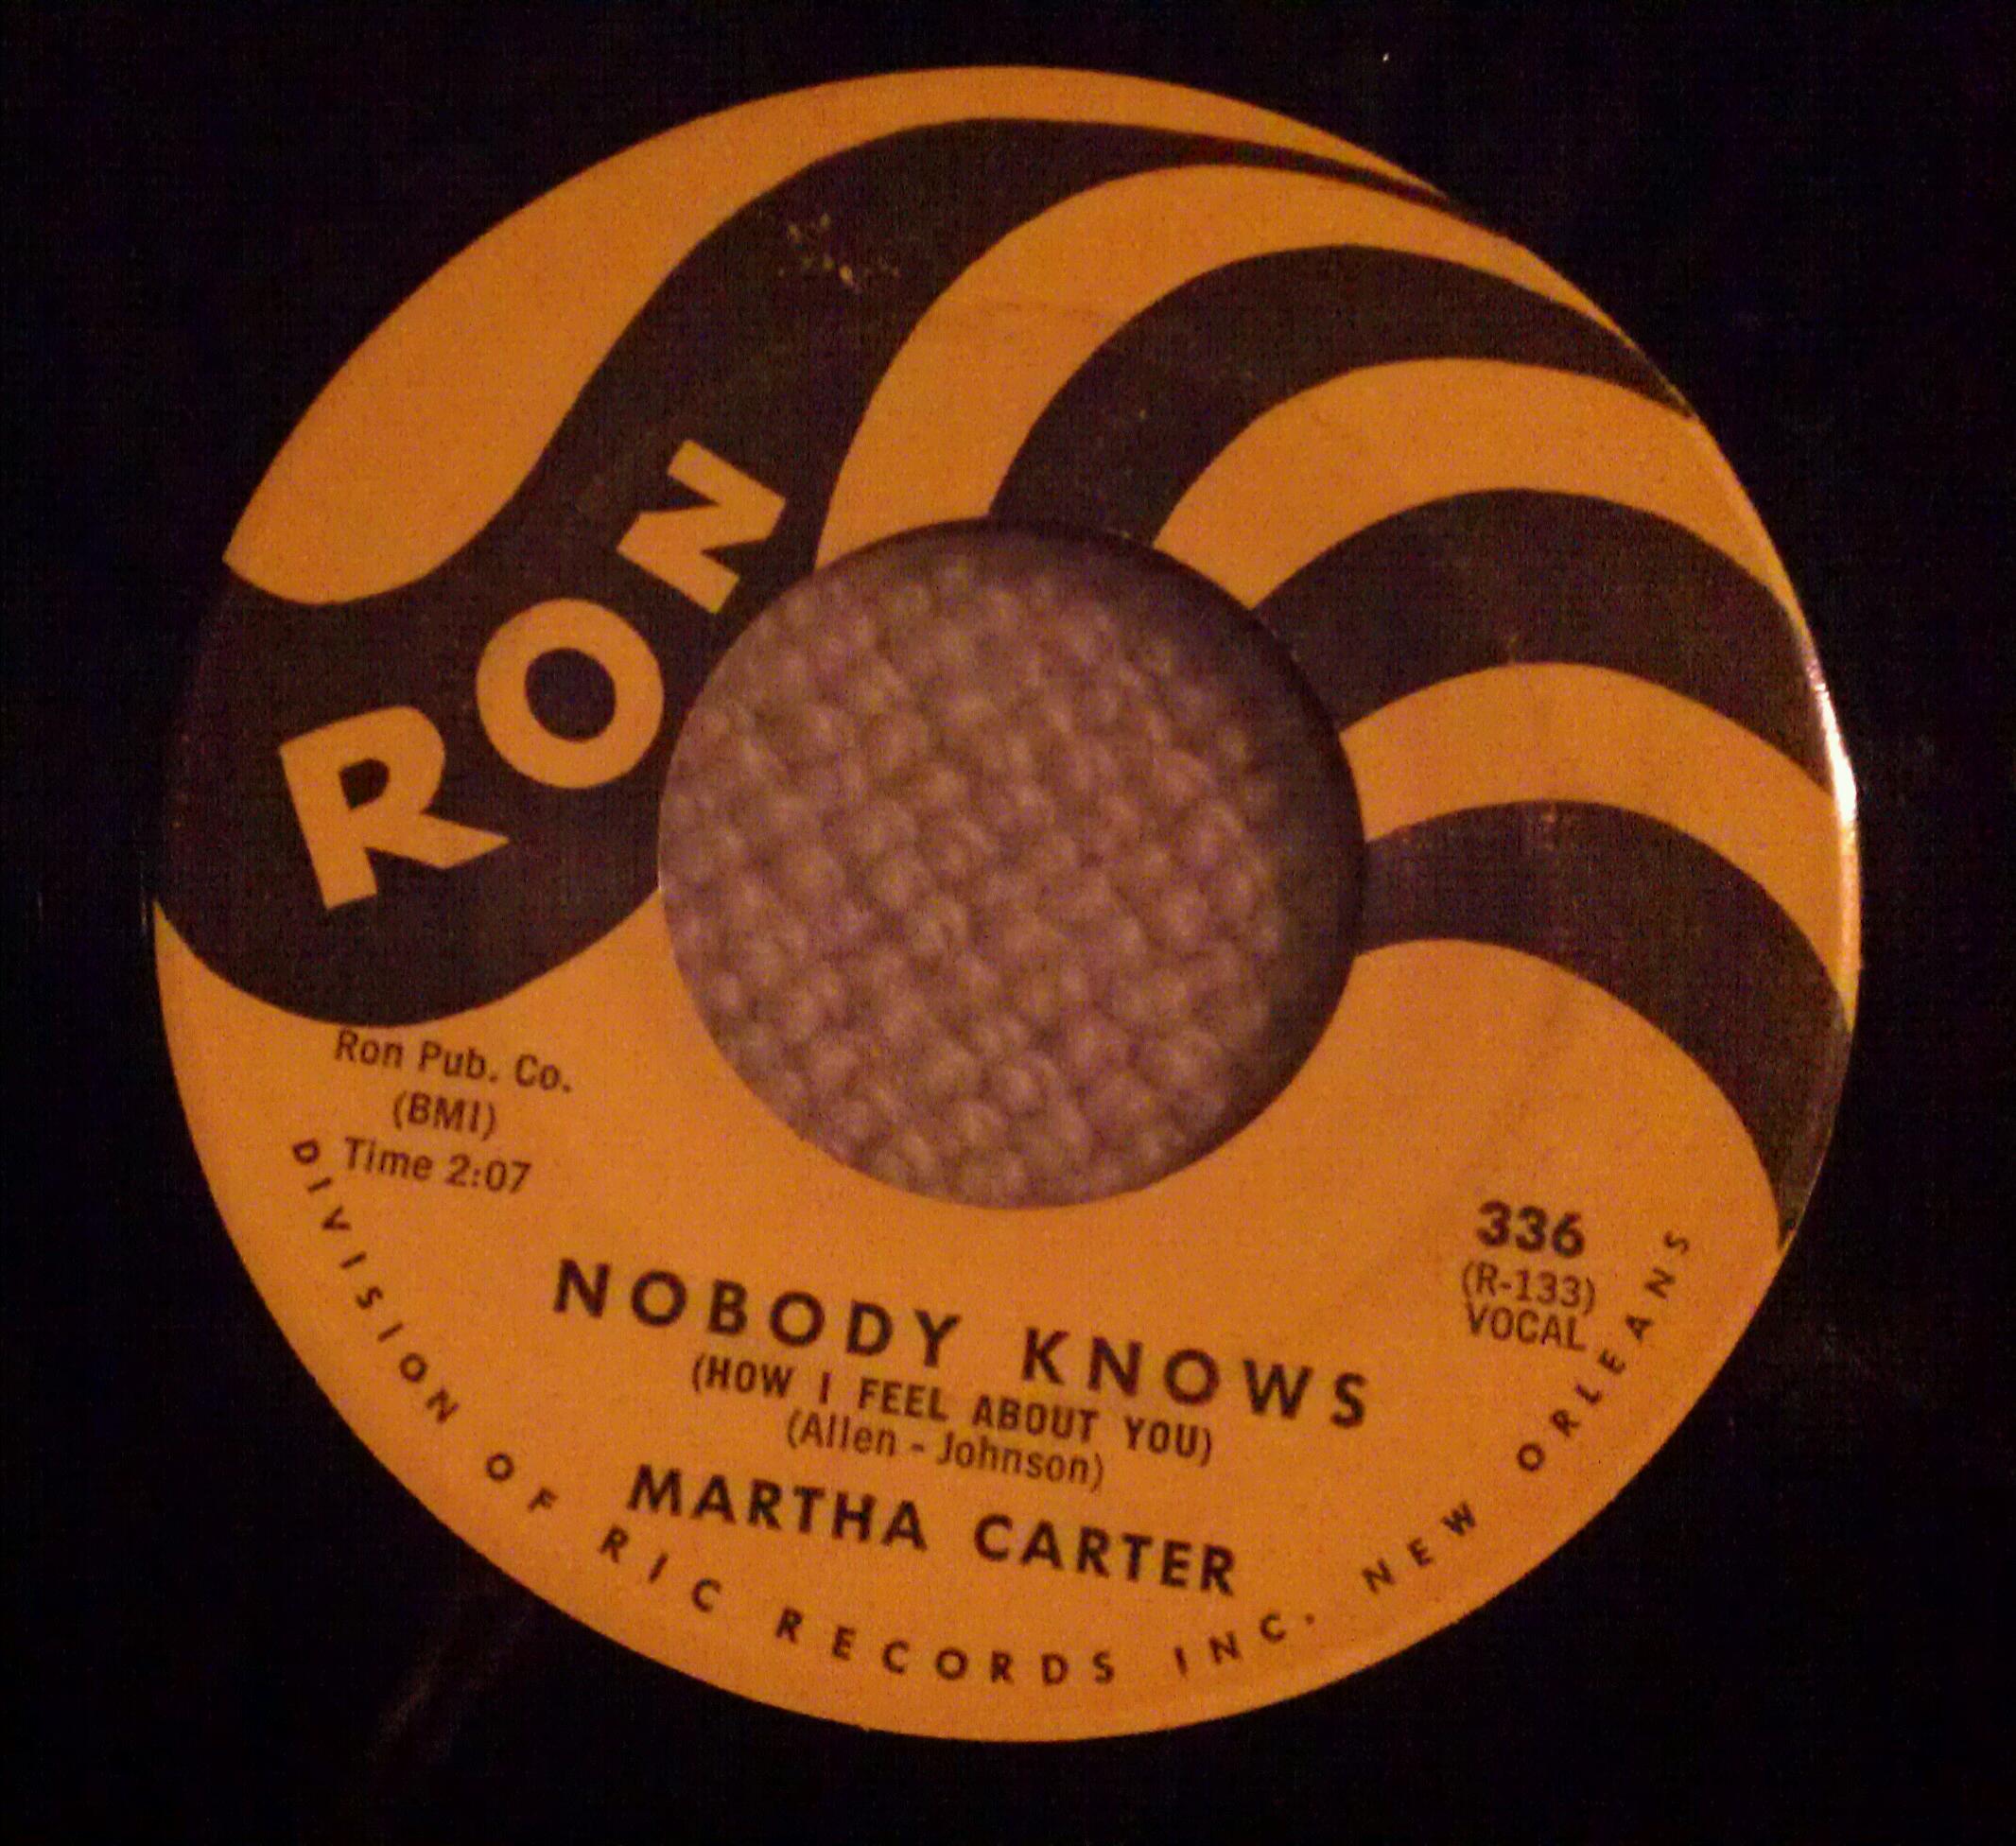 RON
Ron Pub. Co.
(BMI)
Time 2:07
336
(R-133)
VOCAL
NOBODY KNOWS
(HOW I FEEL ABOUT YOU)
(Allen - Johnson)
MARTHA CARTER
DIVISION OF RIC RECORDS INC. NEW ORLEANS